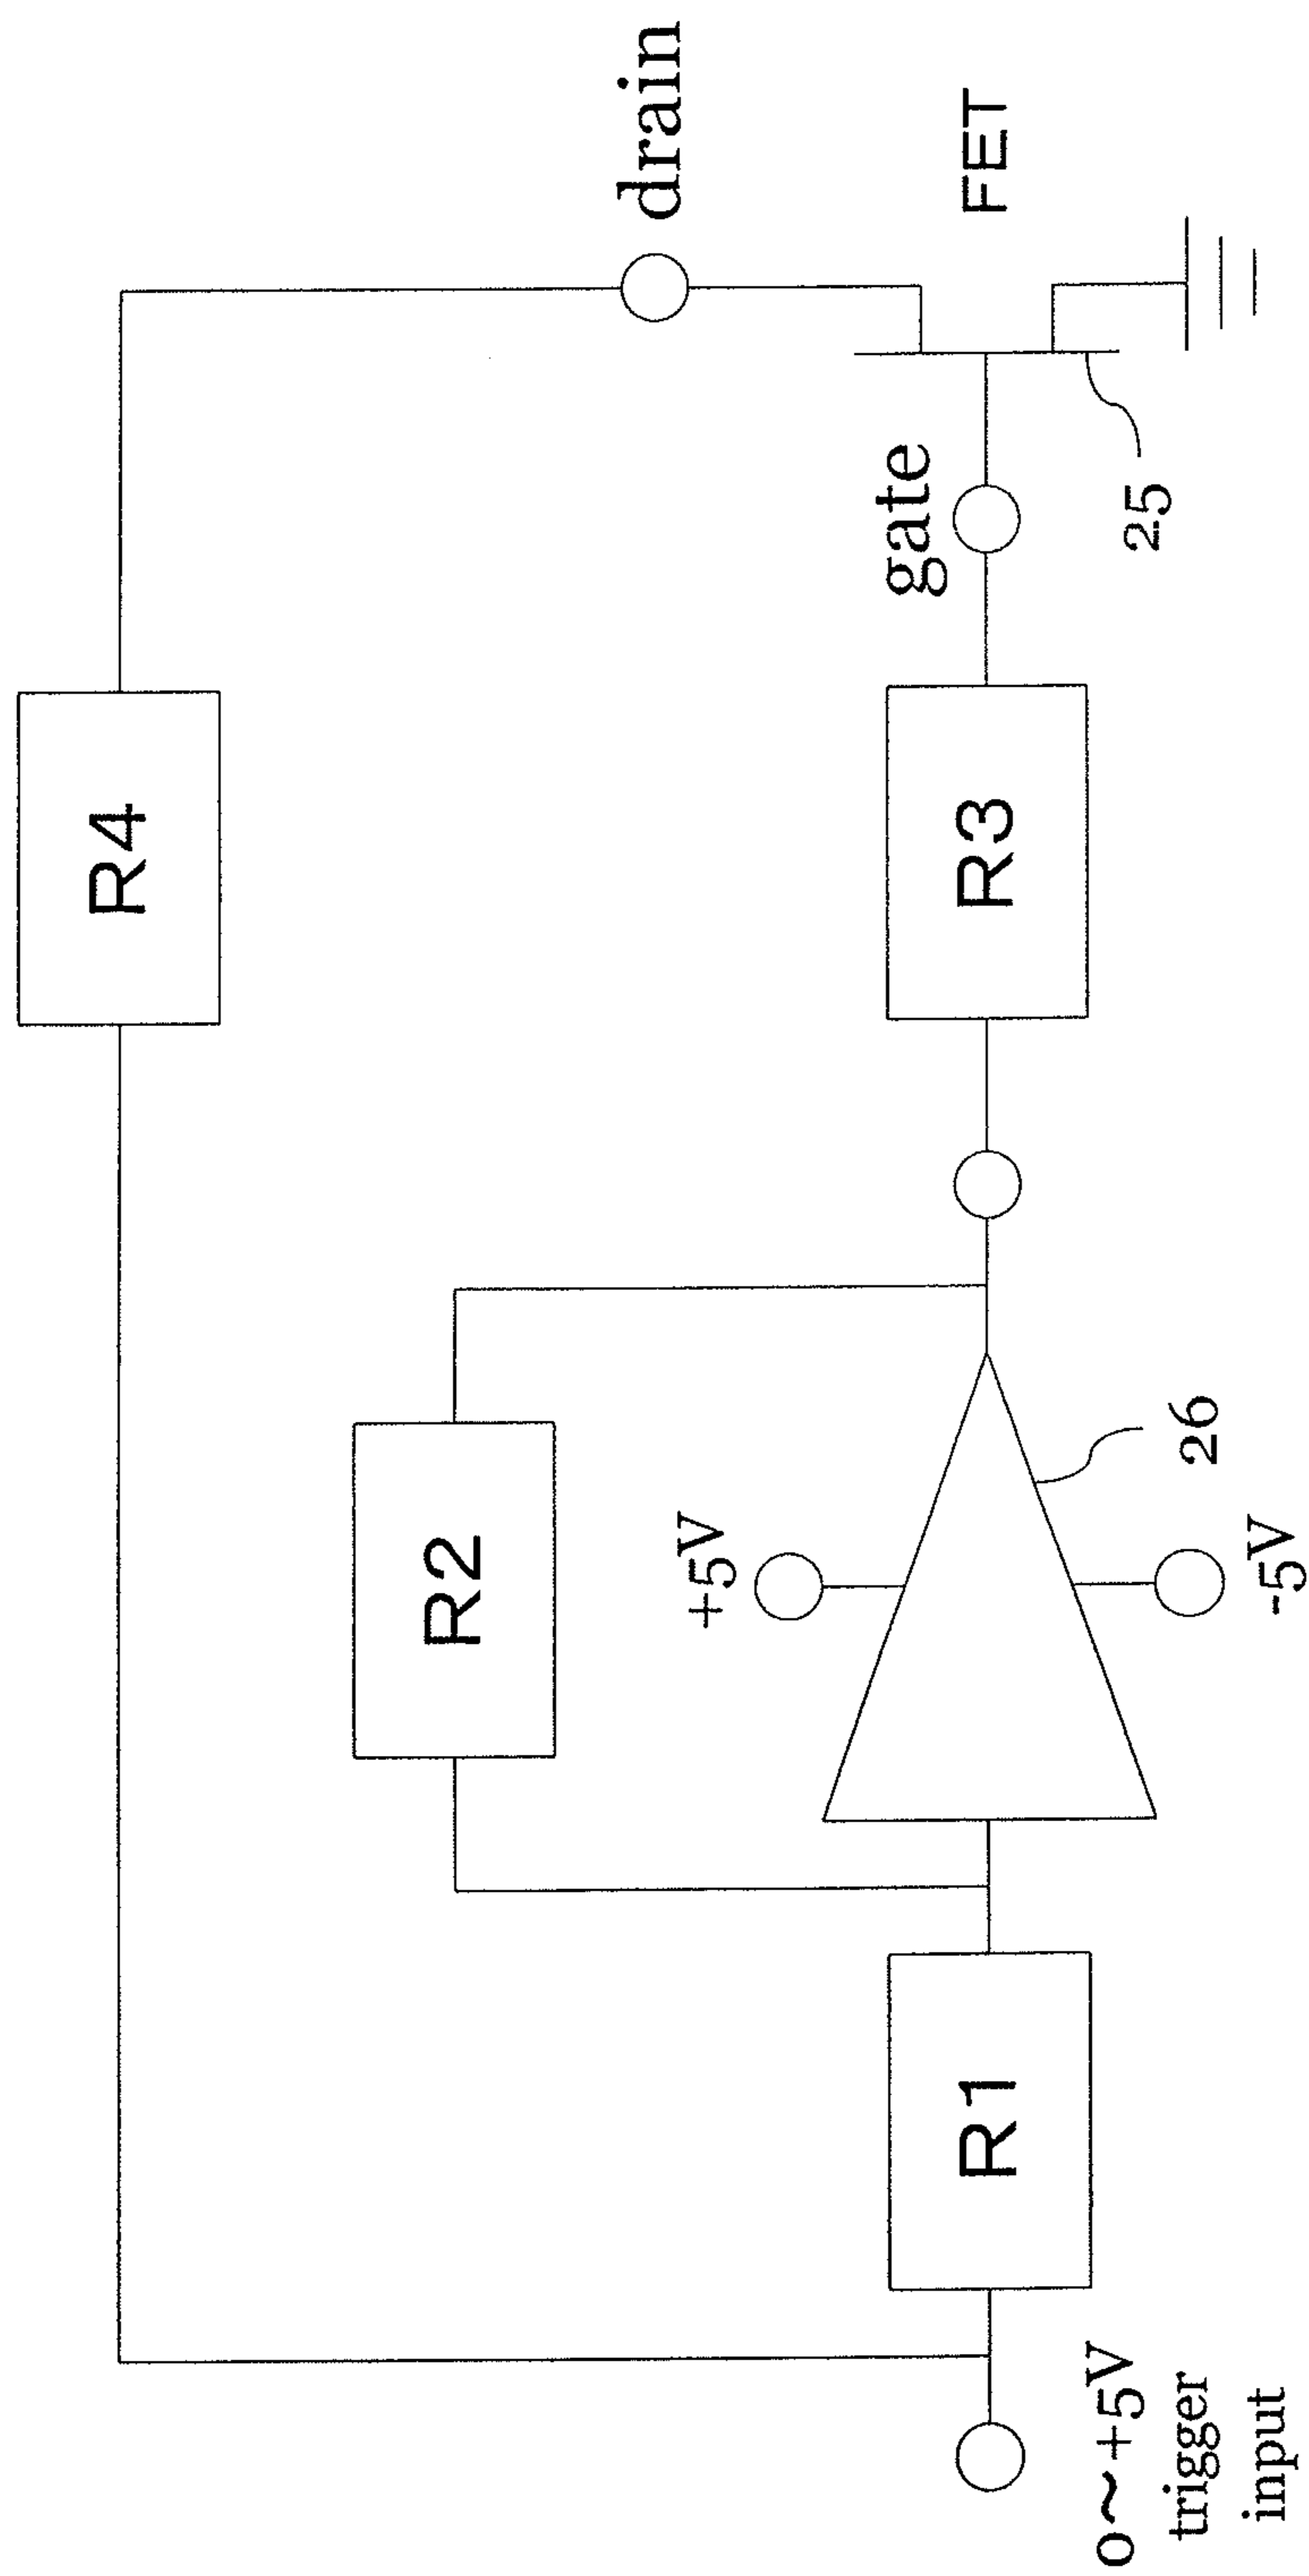 R4
drain
R2
+5V
gate
FET
R1
R3
26
25
-5V
0~+5V
trigger
input